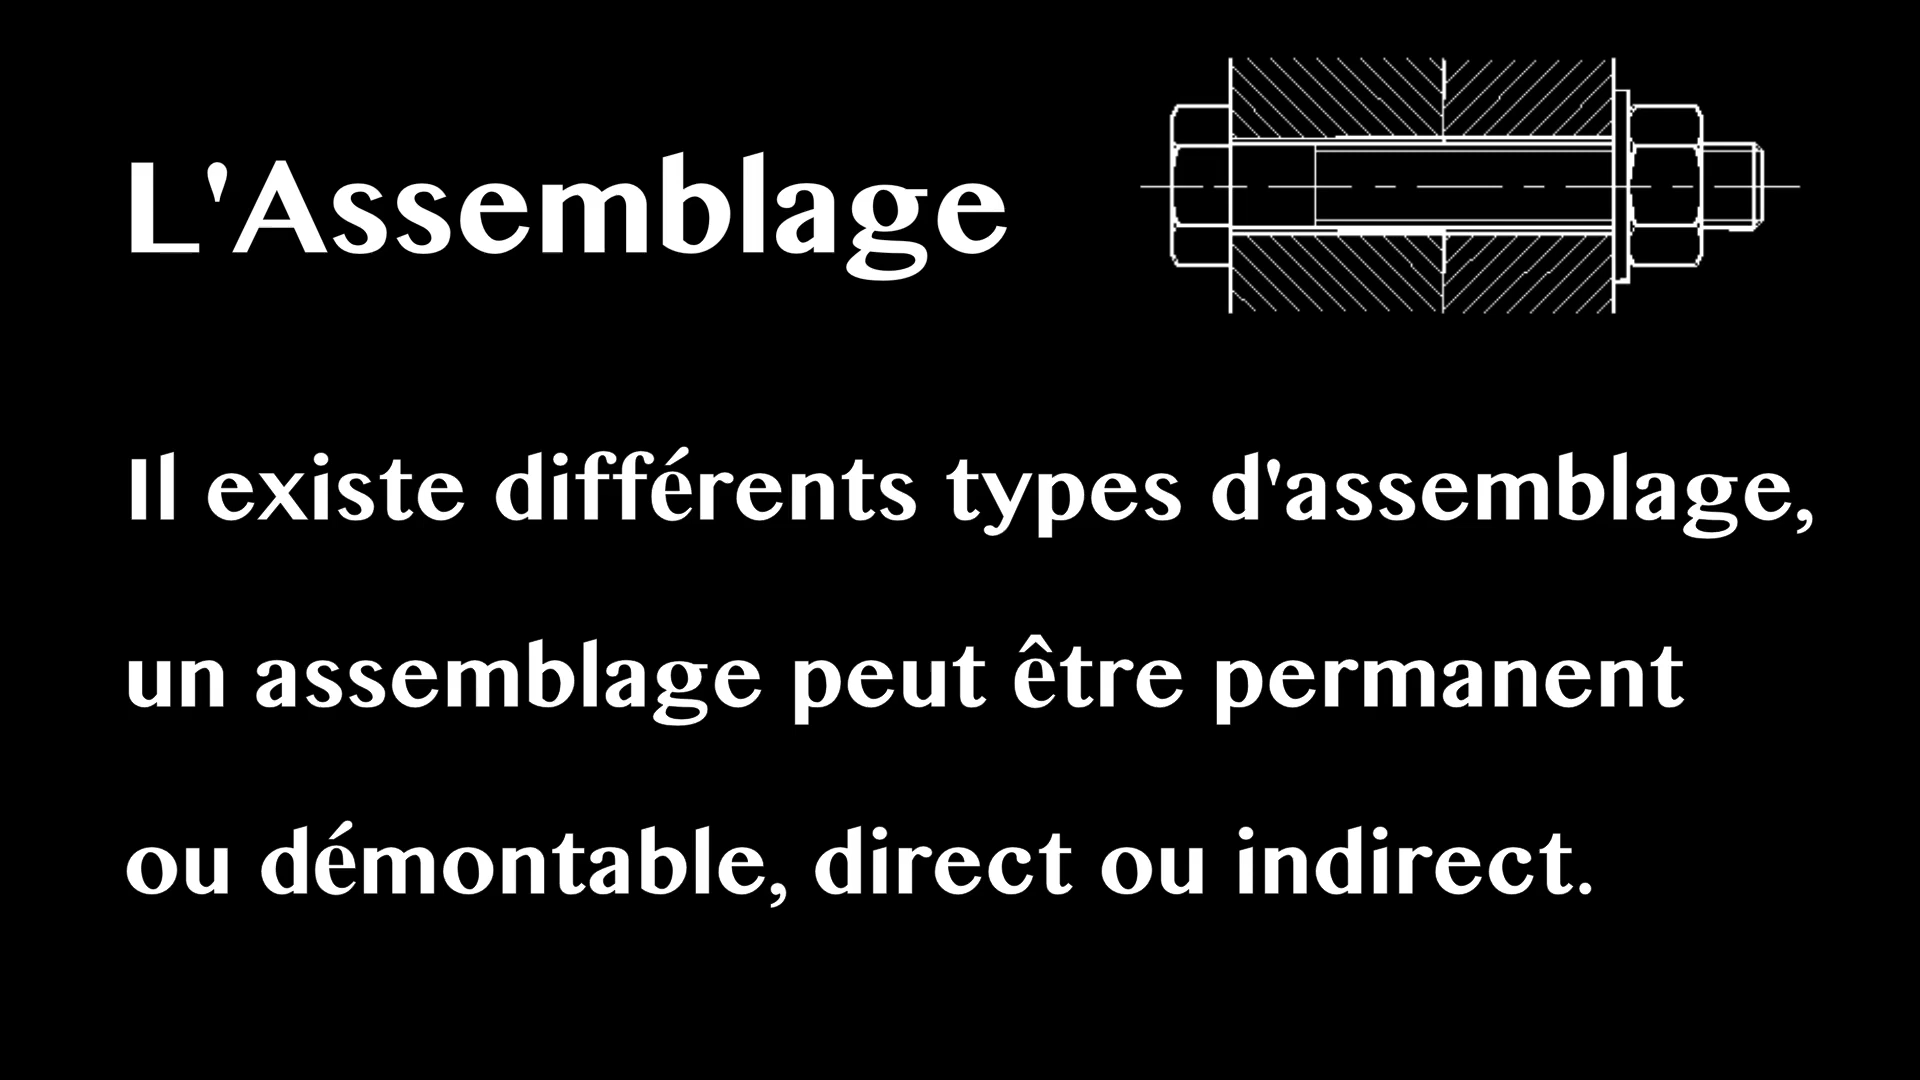 L'Assemblage
Il existe différents types d'assemblage,
un assemblage peut être permanent
ou démontable, direct ou indirect.